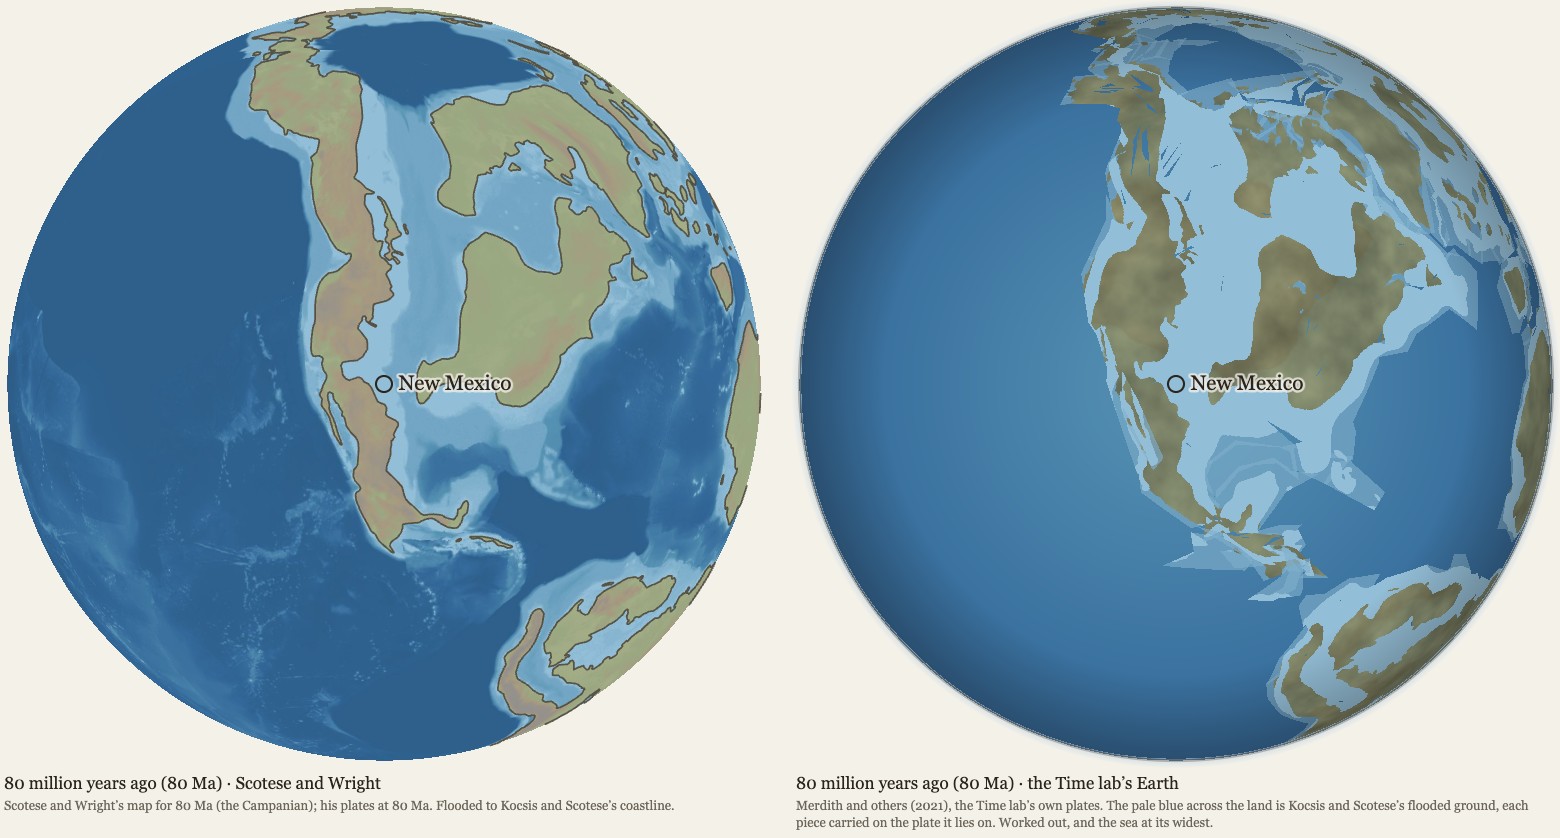 New Mexico
New Mexico
80 million years ago (80 Ma) · Scotese and Wright
Scotese and Wright’s map for 80 Ma (the Campanian); his plates at 80 Ma. Flooded to Kocsis and Scotese’s coastline.
80 million years ago (80 Ma) · the Time lab’s Earth
Merdith and others (2021), the Time lab’s own plates. The pale blue across the land is Kocsis and Scotese’s flooded ground, each
piece carried on the plate it lies on. Worked out, and the sea at its widest.